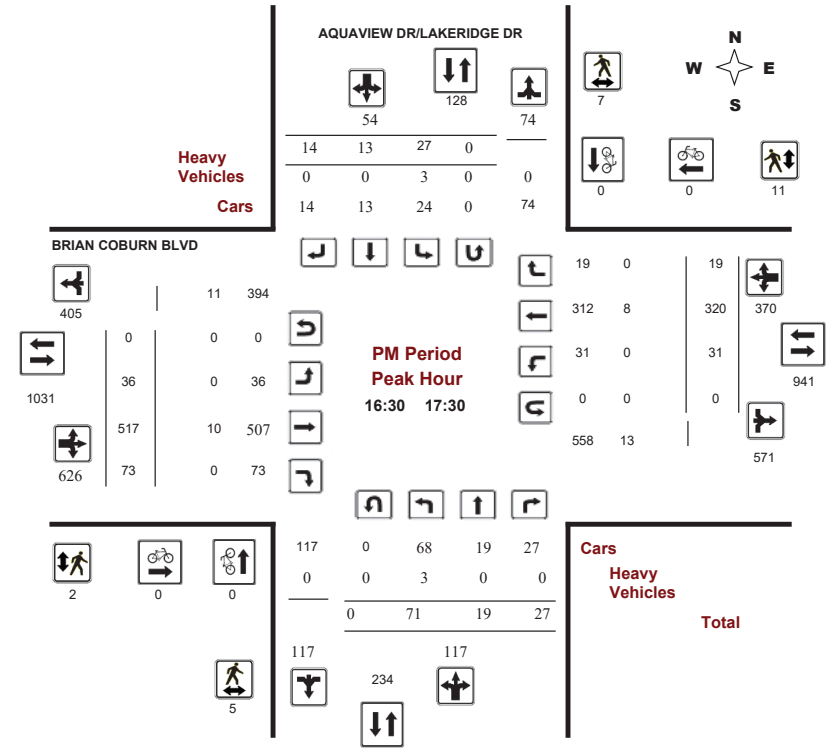 AQUAVIEW DR/LAKERIDGE DR
N
W E
S
128
54 74
7
14 13 27 0
Heavy
Vehicles
0 0 3 0 0
Cars
14 13 24 0 74
0 0 11
BRIAN COBURN BLVD
405
11 394
0 0 0
1031
36 0 36
517 10 507
626
73 0 73
PM Period
Peak Hour
16:30 17:30
19 0 19
312 8 320 370
31 0 31
941
0 0 0
558 13
571
117 0 68 19 27
0 0 3 0 0
0 71 19 27
Cars
Heavy
Vehicles
Total
2 0 0
117 117
234
5